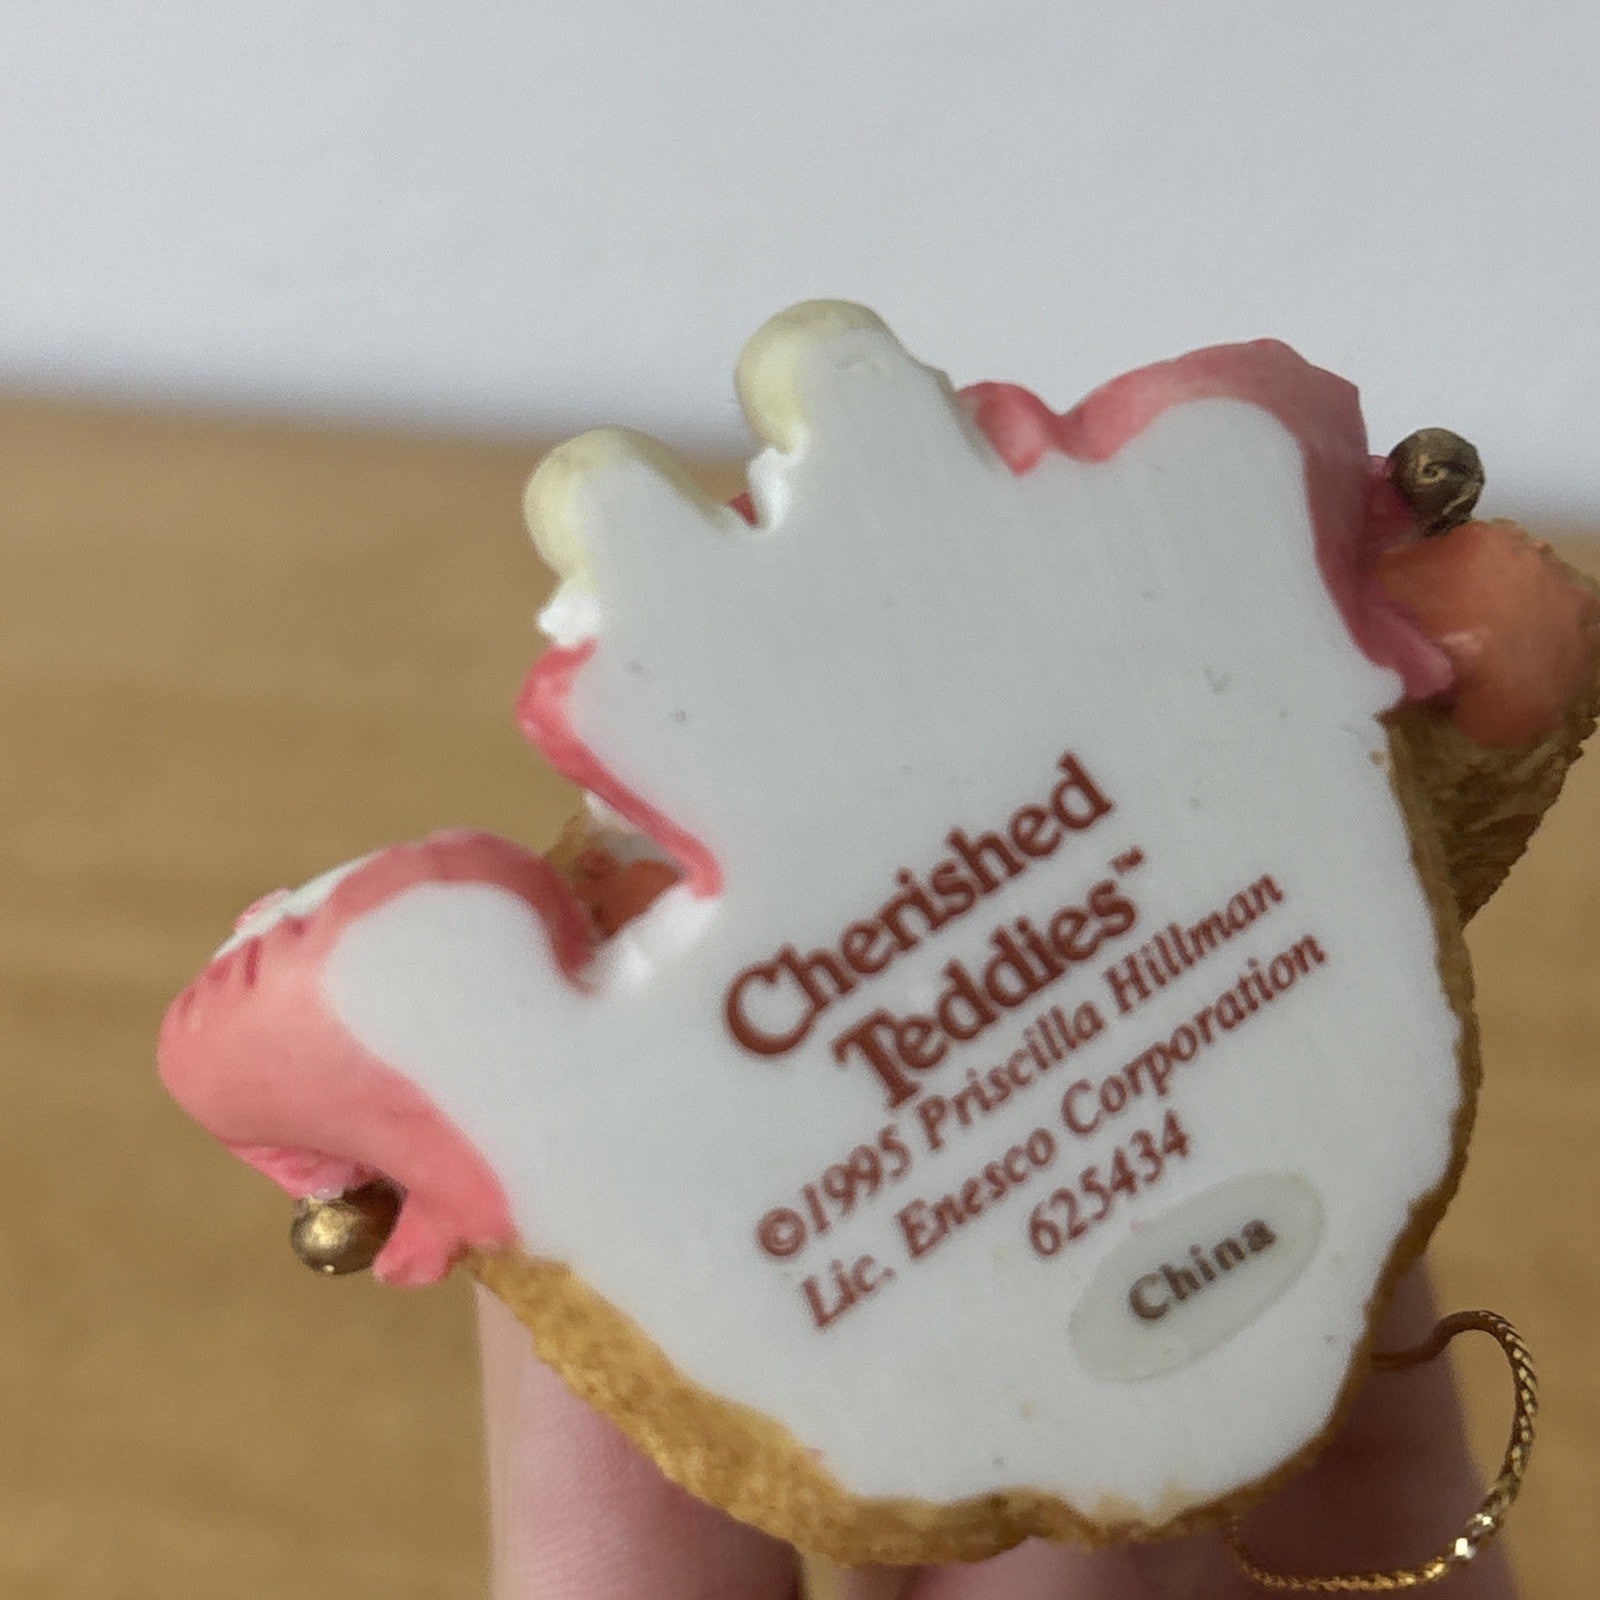 Cherished
Teddies™
©1995 Priscilla Hillman
Lic. Enesco Corporation
625434
China